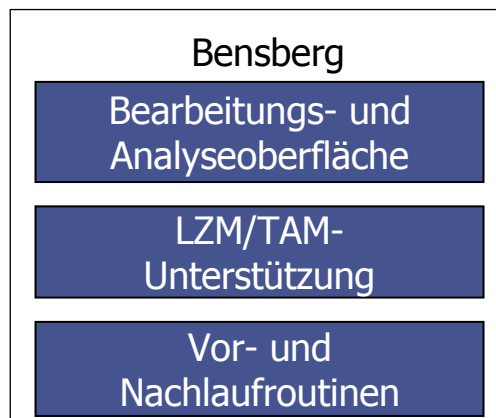 Bensberg
Bearbeitungs- und
Analyseoberfläche
LZM/TAM-
Unterstützung
Vor- und
Nachlaufroutinen